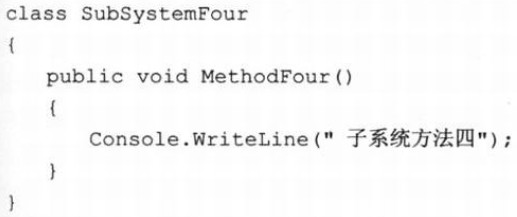 class SubSystemFour
{
    public void MethodFour()
    {
        Console.WriteLine(" 子系统方法四");
    }
}